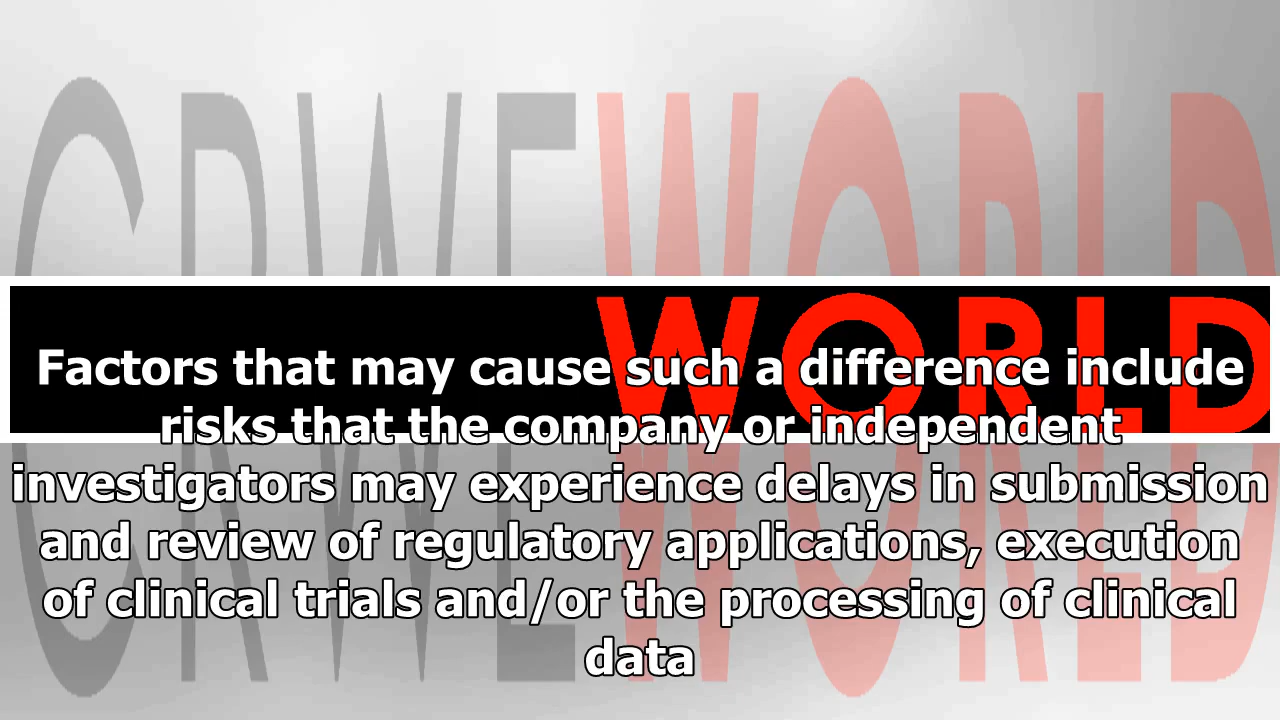 CRWEWORLD
WORLD
Factors that may cause such a difference include
risks that the company or independent
investigators may experience delays in submission
and review of regulatory applications, execution
of clinical trials and/or the processing of clinical
data